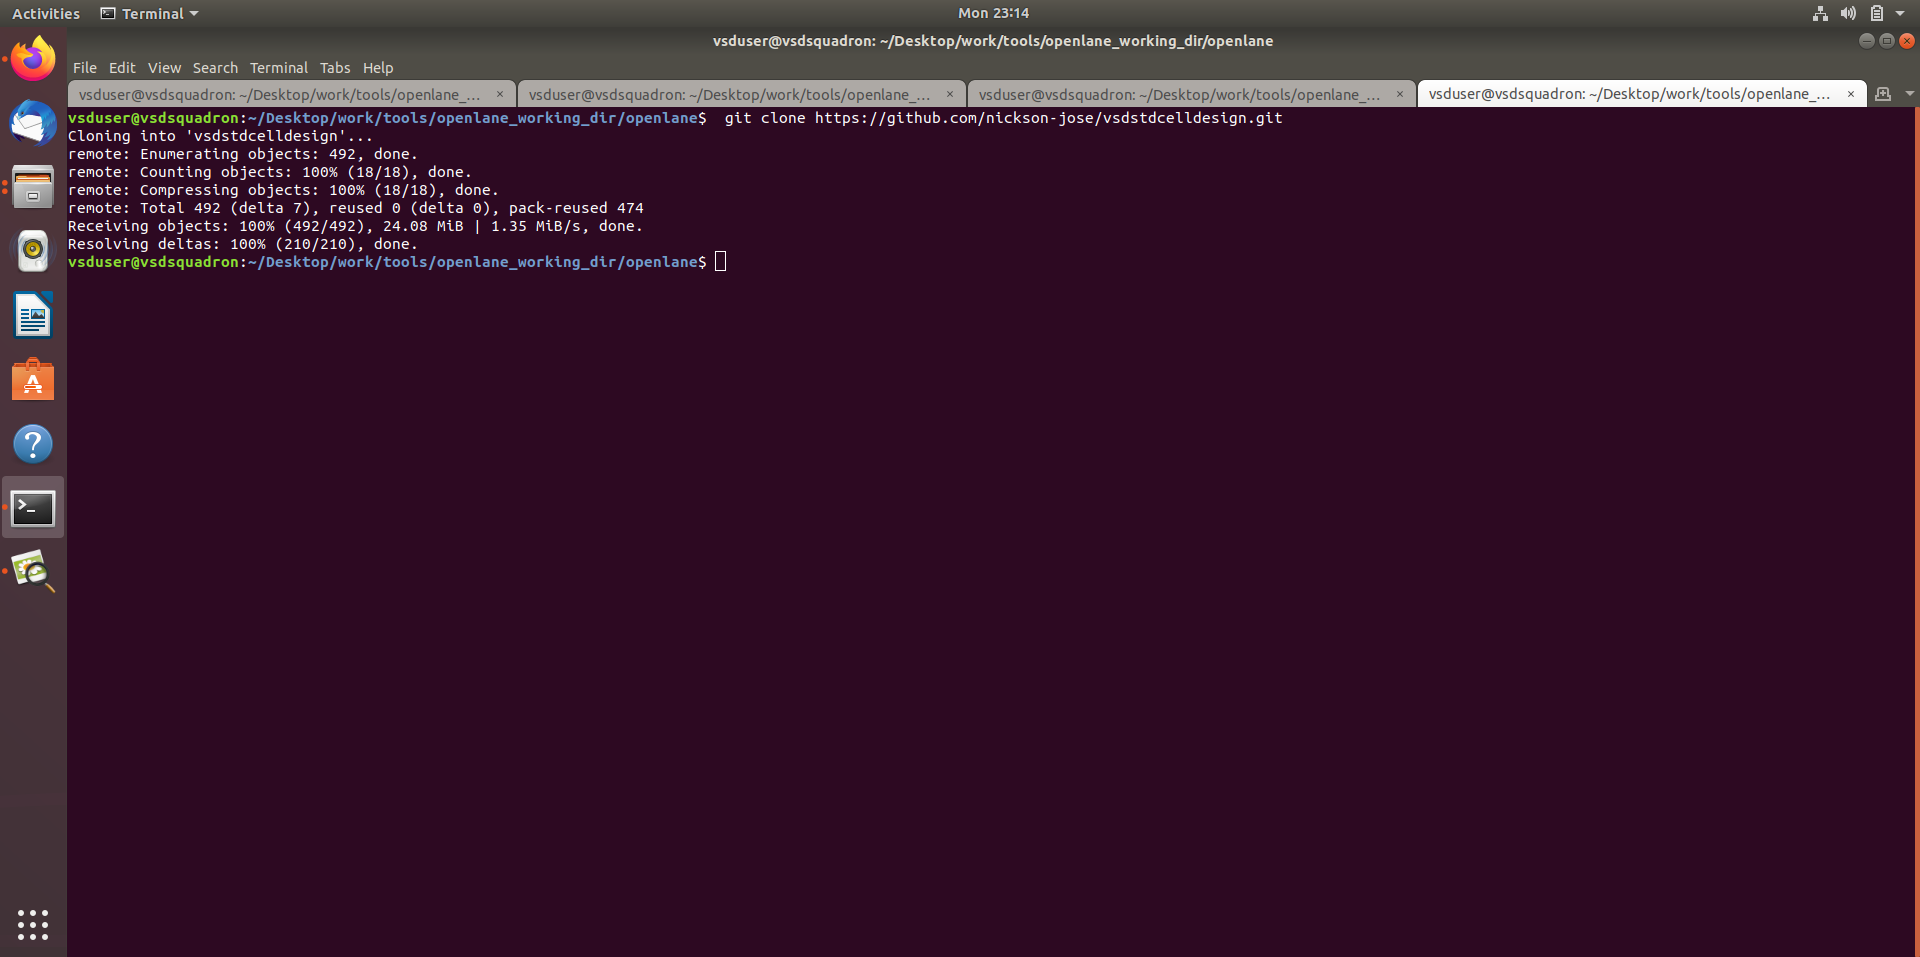 Activities Terminal Mon 23:14
vsduser@vsdsquadron: ~/Desktop/work/tools/openlane_working_dir/openlane
File Edit View Search Terminal Tabs Help
vsduser@vsdsquadron: ~/Desktop/work/tools/openlane_... × vsduser@vsdsquadron: ~/Desktop/work/tools/openlane_... × vsduser@vsdsquadron: ~/Desktop/work/tools/openlane_... × vsduser@vsdsquadron: ~/Desktop/work/tools/openlane_... ×
vsduser@vsdsquadron:~/Desktop/work/tools/openlane_working_dir/openlane$  git clone https://github.com/nickson-jose/vsdstdcelldesign.git
Cloning into 'vsdstdcelldesign'...
remote: Enumerating objects: 492, done.
remote: Counting objects: 100% (18/18), done.
remote: Compressing objects: 100% (18/18), done.
remote: Total 492 (delta 7), reused 0 (delta 0), pack-reused 474
Receiving objects: 100% (492/492), 24.08 MiB | 1.35 MiB/s, done.
Resolving deltas: 100% (210/210), done.
vsduser@vsdsquadron:~/Desktop/work/tools/openlane_working_dir/openlane$